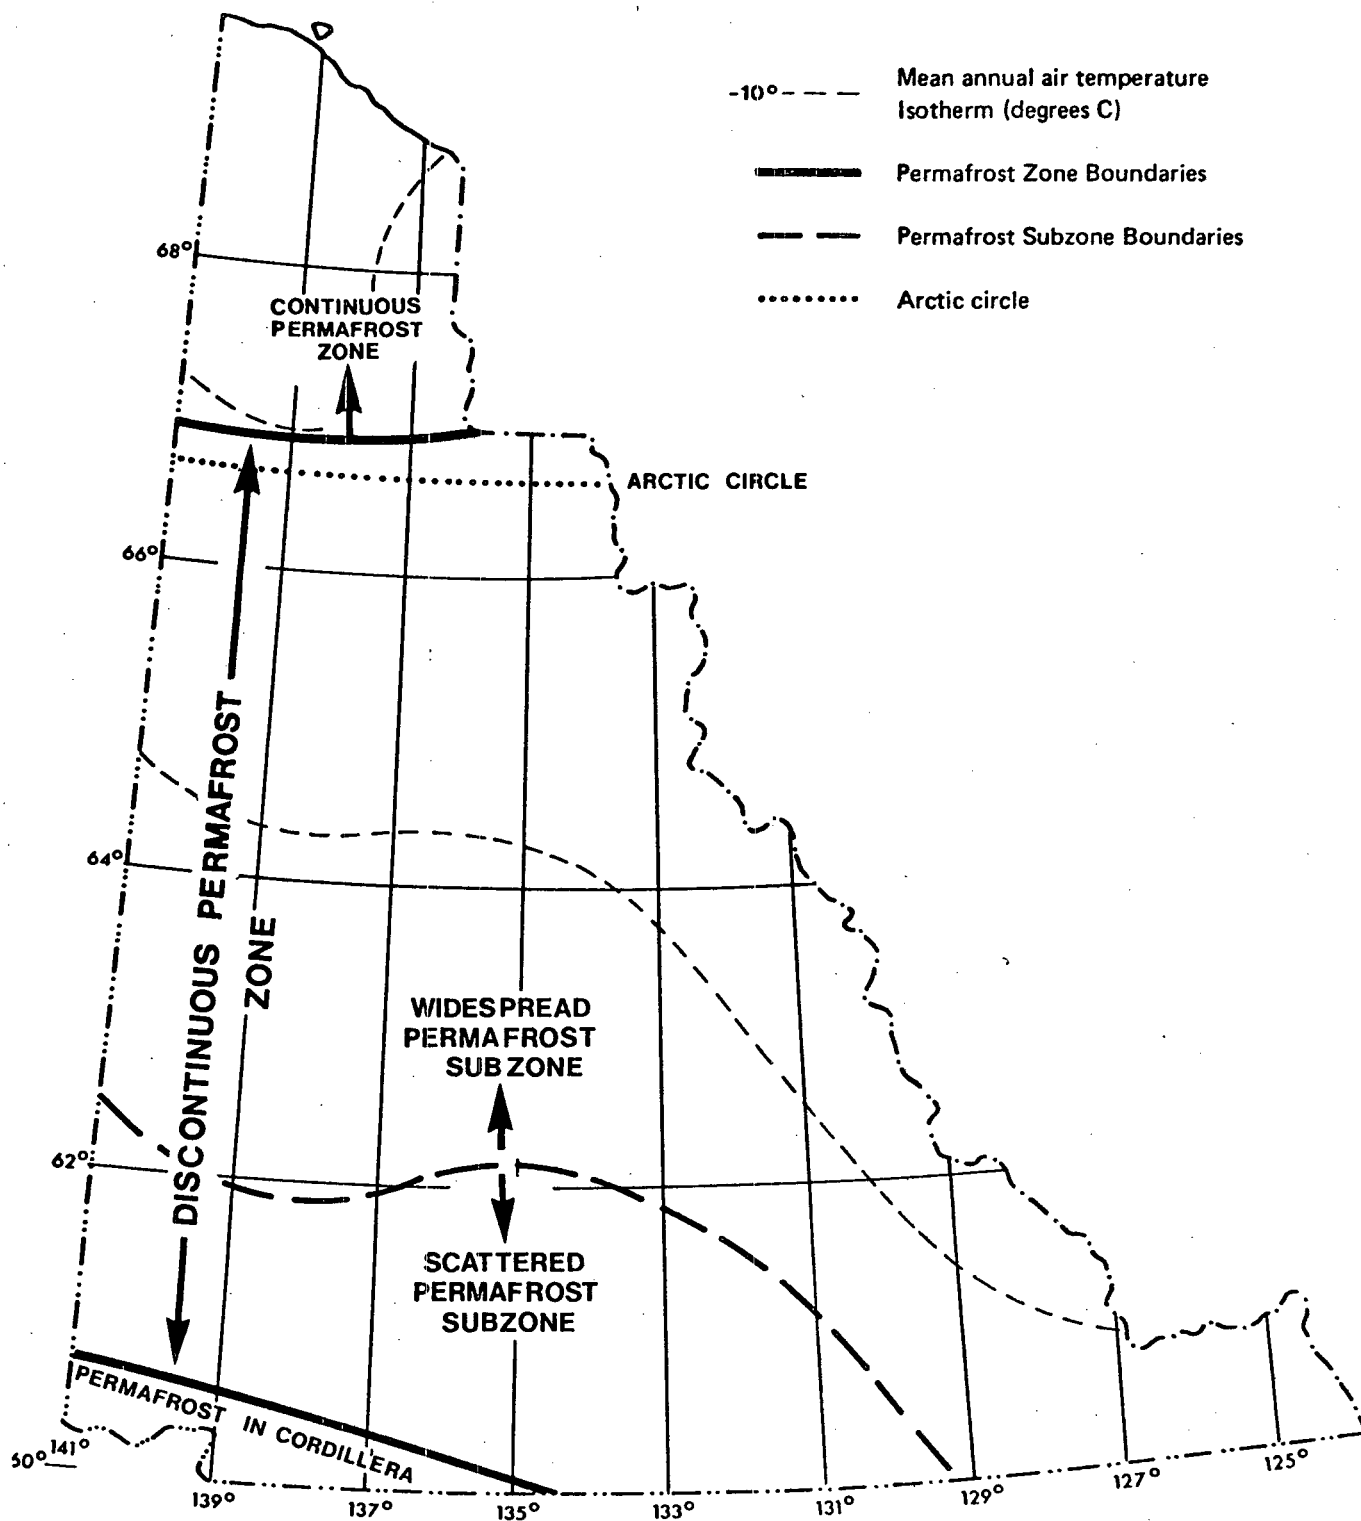 -10°
Mean annual air temperature
Isotherm (degrees C)
Permafrost Zone Boundaries
Permafrost Subzone Boundaries
Arctic circle
68°
CONTINUOUS
PERMAFROST
ZONE
ARCTIC CIRCLE
66°
64°
DISCONTINUOUS PERMAFROST
ZONE
WIDESPREAD
PERMAFROST
SUBZONE
62°
SCATTERED
PERMAFROST
SUBZONE
PERMAFROST IN CORDILLERA
60°
141°
139°
137°
135°
133°
131°
129°
127°
125°